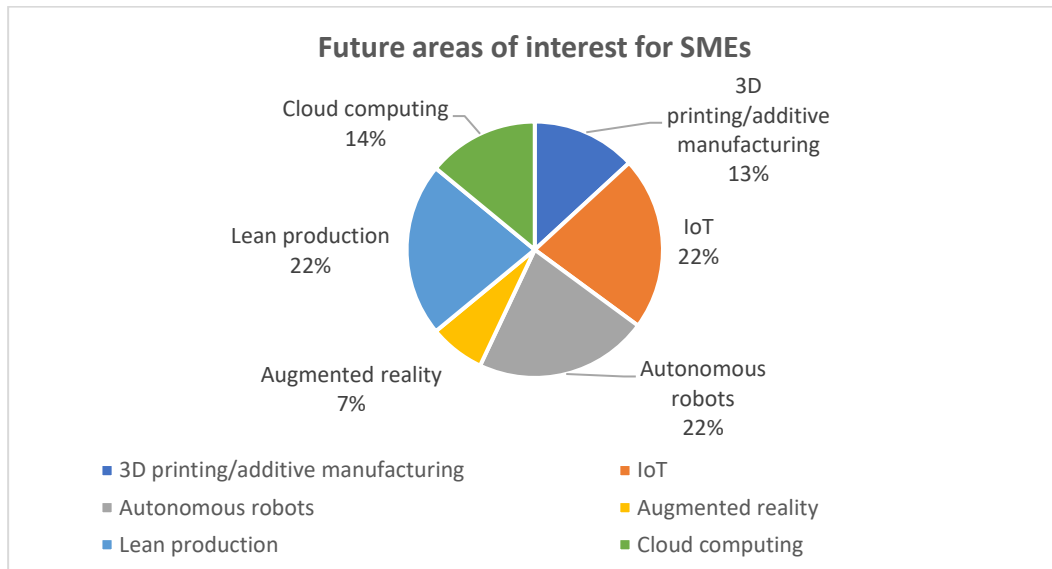 Future areas of interest for SMEs
3D
printing/additive
manufacturing
13%
Cloud computing
14%
IoT
22%
Lean production
22%
Autonomous
robots
22%
Augmented reality
7%
3D printing/additive manufacturing
IoT
Autonomous robots
Augmented reality
Lean production
Cloud computing